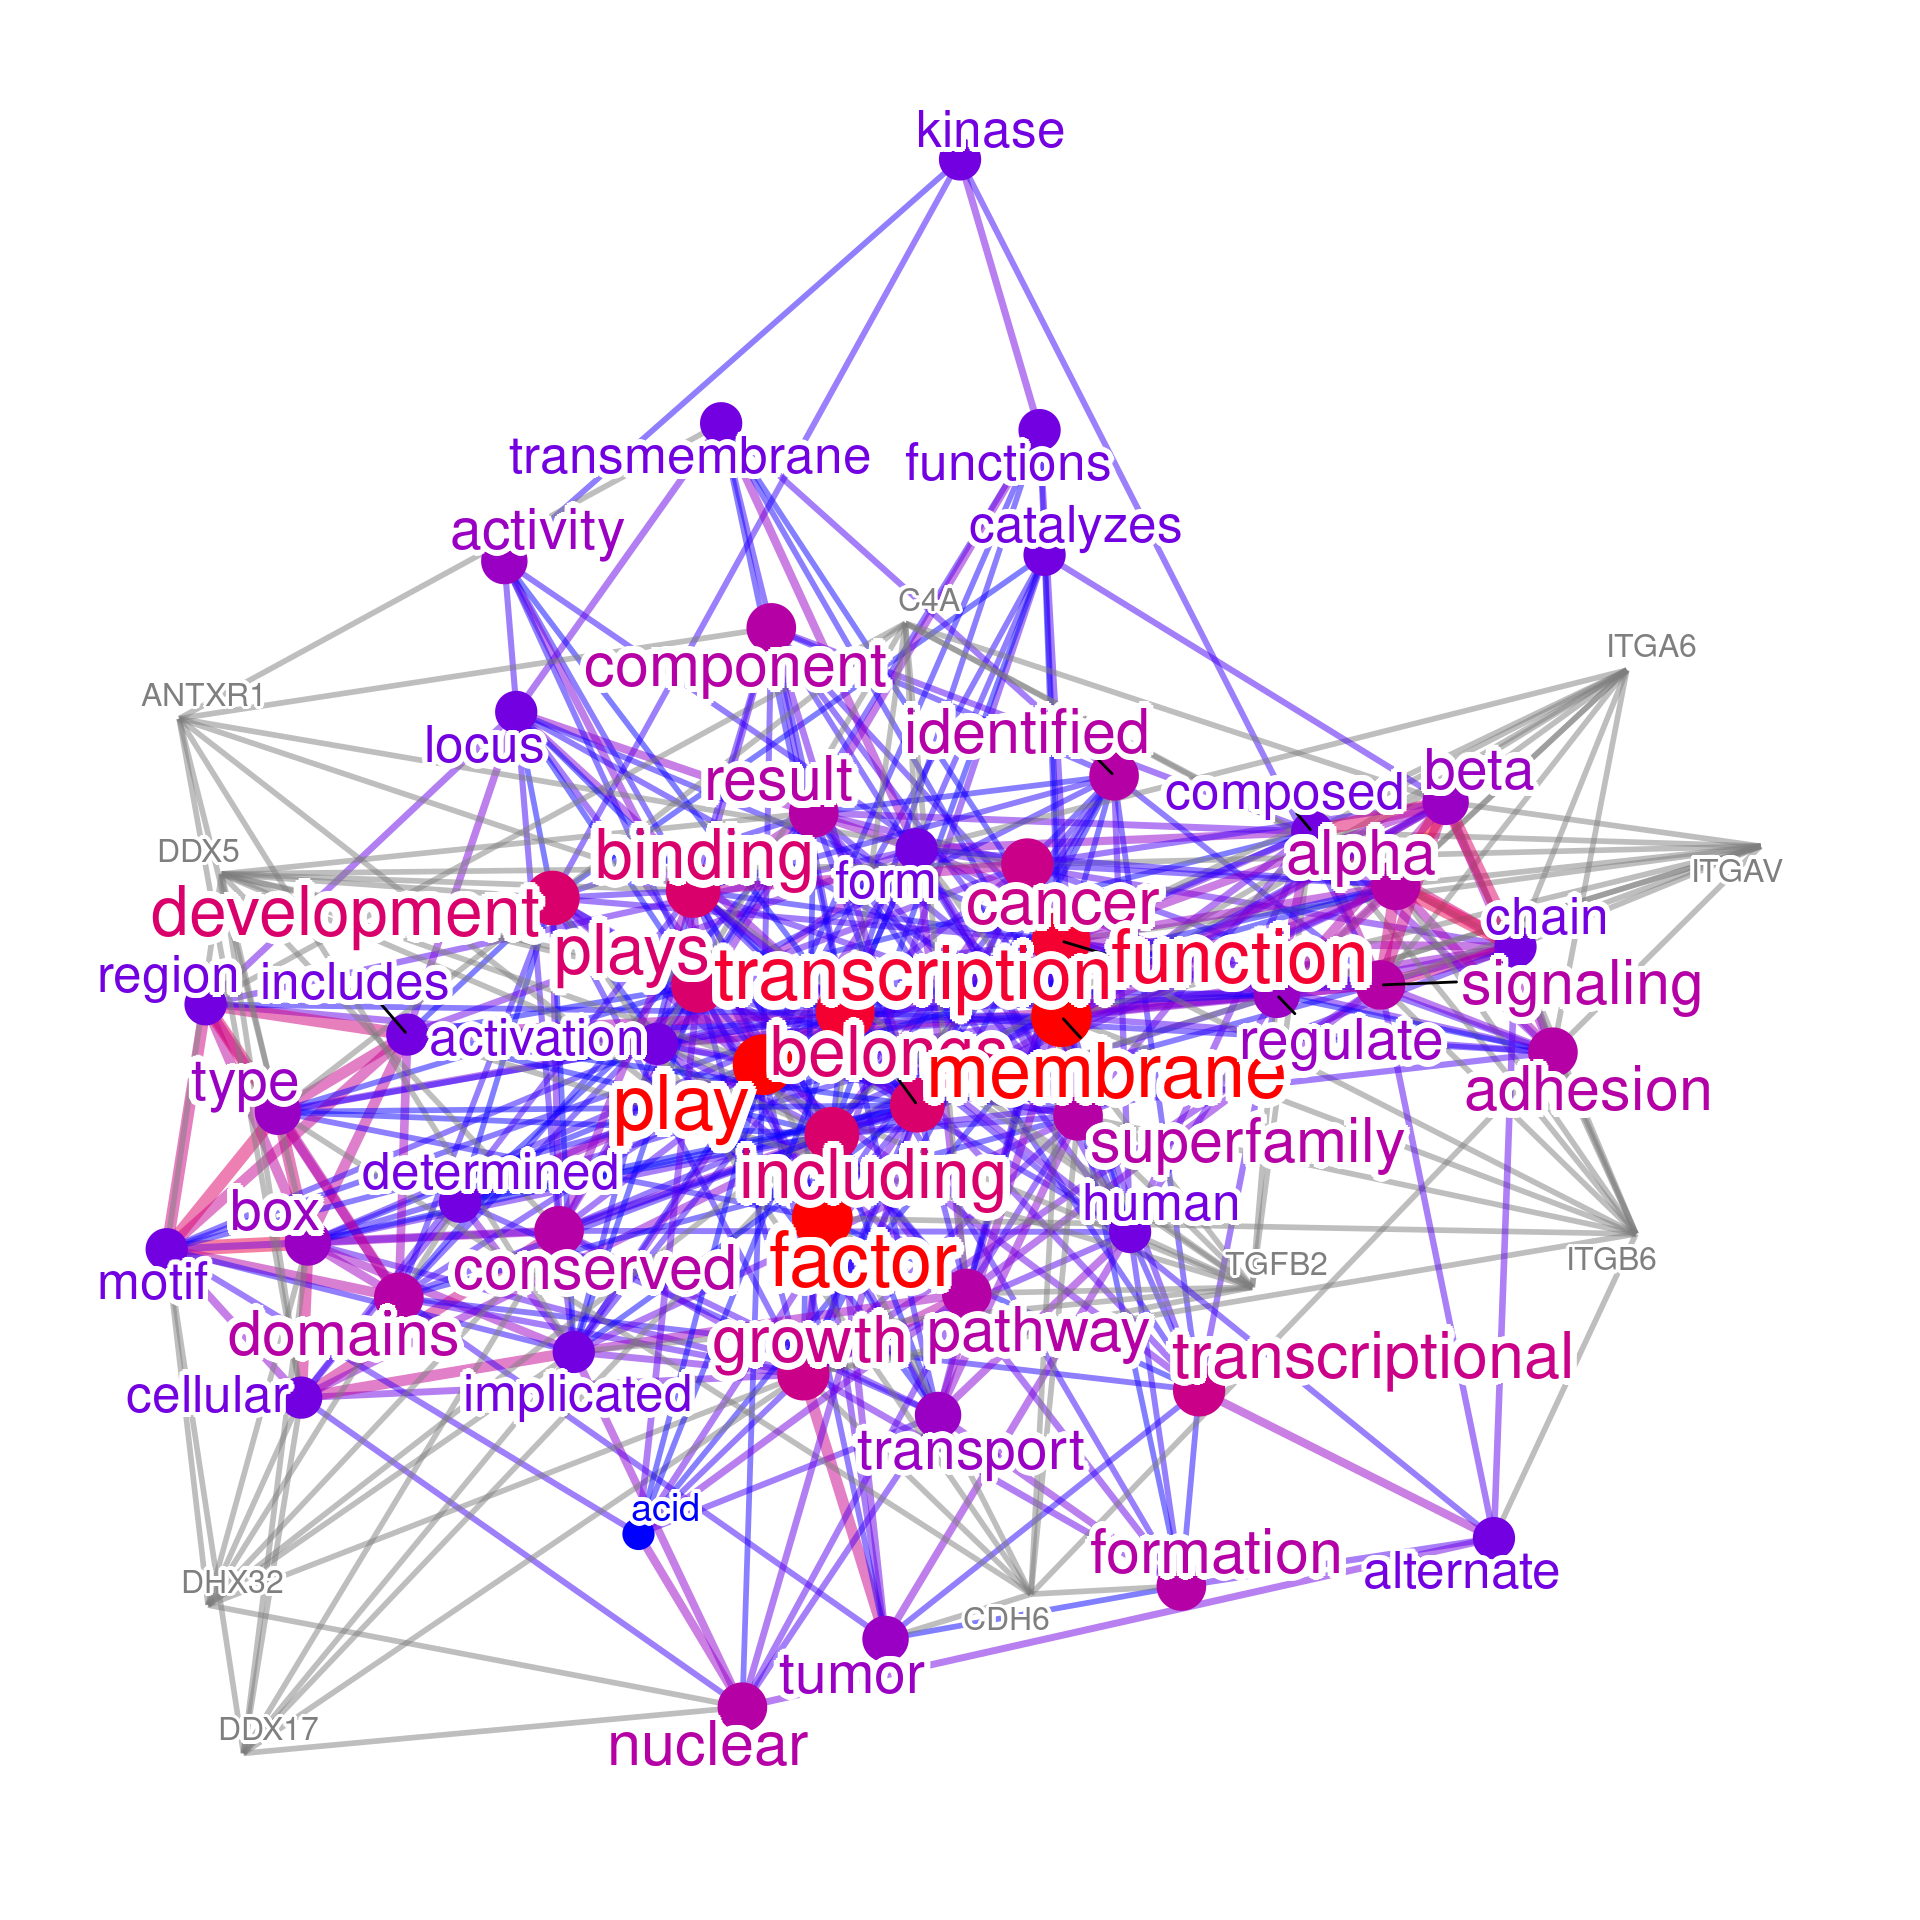 kinase
transmembrane
functions
catalyzes
activity
C4A
component
ITGA6
ANTXR1
identified
locus
result
beta
composed
DDX5
binding
alpha
ITGAV
form
development
cancer
chain
plays
transcription
function
region
includes
signaling
activation
regulate
belongs
type
membrane
play
adhesion
superfamily
determined
including
human
box
motif
conserved
factor
TGFB2
ITGB6
domains
growth
pathway
transcriptional
cellular
implicated
transport
acid
formation
alternate
DHX32
CDH6
tumor
DDX17
nuclear